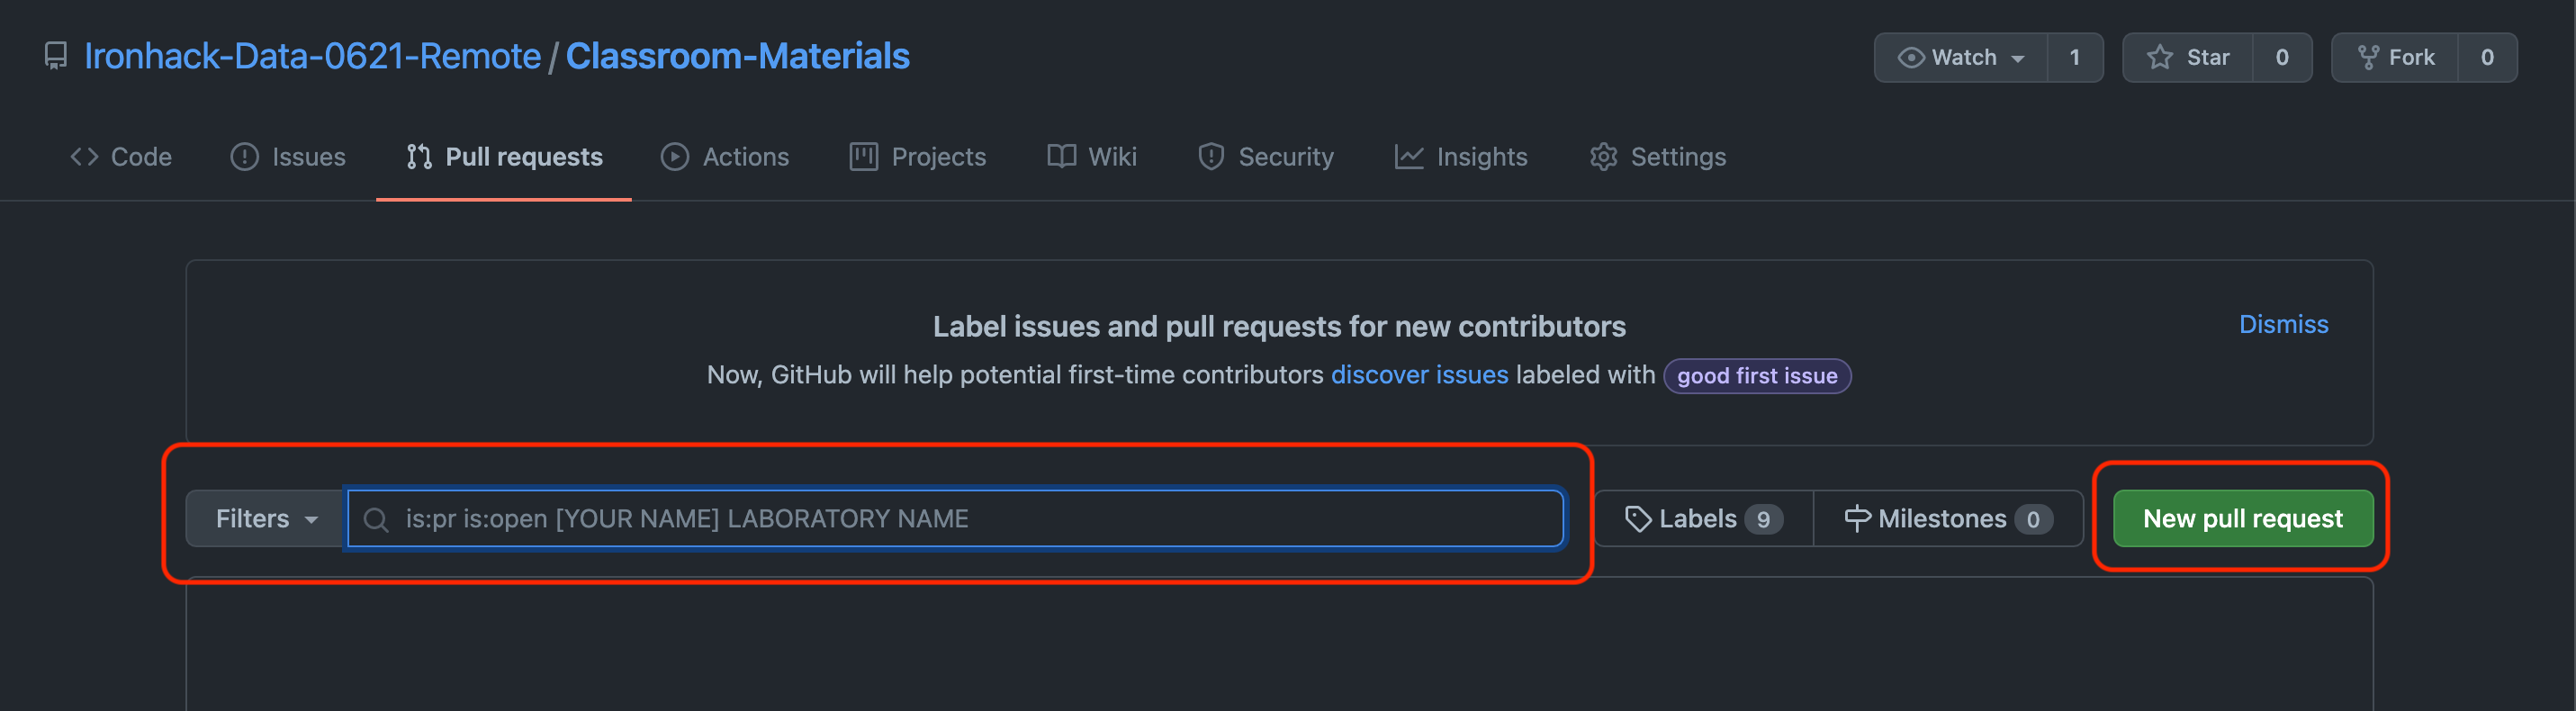 Ironhack-Data-0621-Remote / Classroom-Materials
Watch 1 Star 0 Fork 0
Code Issues Pull requests Actions Projects Wiki Security Insights Settings
Label issues and pull requests for new contributors
Dismiss
Now, GitHub will help potential first-time contributors discover issues labeled with good first issue
Filters is:pr is:open [YOUR NAME] LABORATORY NAME Labels 9 Milestones 0 New pull request